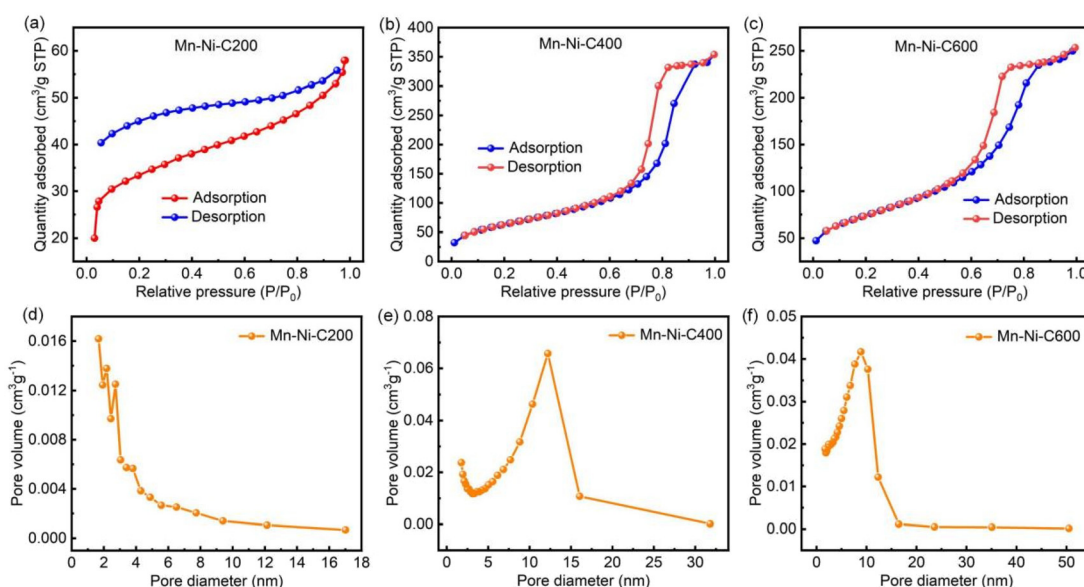 (a)
Mn-Ni-C200
Quantity adsorbed (cm³/g STP)
60
50
40
30
20
Adsorption
Desorption
0.0 0.2 0.4 0.6 0.8 1.0
Relative pressure (P/P₀)
(b)
Mn-Ni-C400
Quantity adsorbed (cm³/g STP)
400
350
300
250
200
150
100
50
0
Adsorption
Desorption
0.0 0.2 0.4 0.6 0.8 1.0
Relative pressure (P/P₀)
(c)
Mn-Ni-C600
Quantity adsorbed (cm³/g STP)
250
200
150
100
50
Adsorption
Desorption
0.0 0.2 0.4 0.6 0.8 1.0
Relative pressure (P/P₀)
(d)
Mn-Ni-C200
Pore volume (cm³g⁻¹)
0.016
0.012
0.008
0.004
0.000
0 2 4 6 8 10 12 14 16 18
Pore diameter (nm)
(e)
Mn-Ni-C400
Pore volume (cm³g⁻¹)
0.08
0.06
0.04
0.02
0.00
0 5 10 15 20 25 30
Pore diameter (nm)
(f)
Mn-Ni-C600
Pore volume (cm³g⁻¹)
0.05
0.04
0.03
0.02
0.01
0.00
0 10 20 30 40 50
Pore diameter (nm)